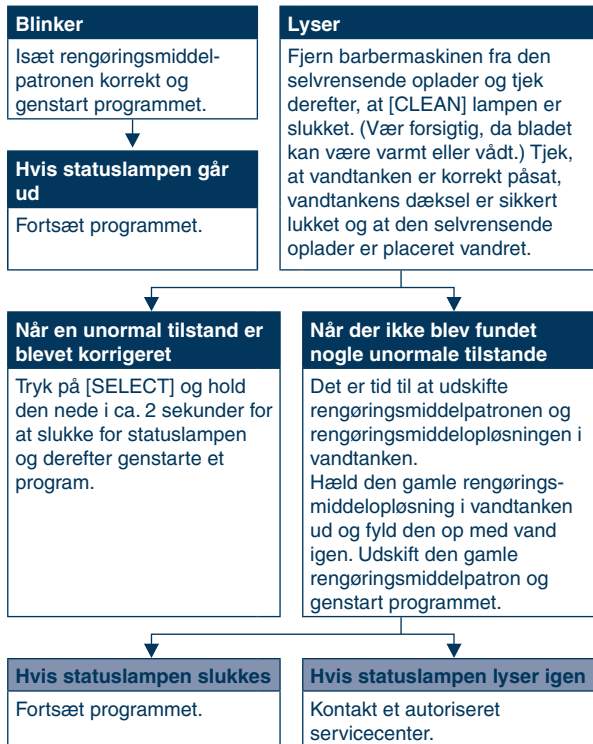 Blinker
Isæt rengøringsmiddel-
patronen korrekt og
genstart programmet.
Hvis statuslampen går
ud
Fortsæt programmet.
Lyser
Fjern barbermaskinen fra den
selvrensende oplader og tjek
derefter, at [CLEAN] lampen er
slukket. (Vær forsigtig, da bladet
kan være varmt eller vådt.) Tjek,
at vandtanken er korrekt påsat,
vandtankens dæksel er sikkert
lukket og at den selvrensende
oplader er placeret vandret.
Når en unormal tilstand er
blevet korrigeret
Tryk på [SELECT] og hold
den nede i ca. 2 sekunder for
at slukke for statuslampen
og derefter genstarte et
program.
Når der ikke blev fundet
nogle unormale tilstande
Det er tid til at udskifte
rengøringsmiddelpatronen og
rengøringsmiddelopløsningen i
vandtanken.
Hæld den gamle rengørings-
middelopløsning i vandtanken
ud og fyld den op med vand
igen. Udskift den gamle
rengøringsmiddelpatron og
genstart programmet.
Hvis statuslampen slukkes
Fortsæt programmet.
Hvis statuslampen lyser igen
Kontakt et autoriseret
servicecenter.